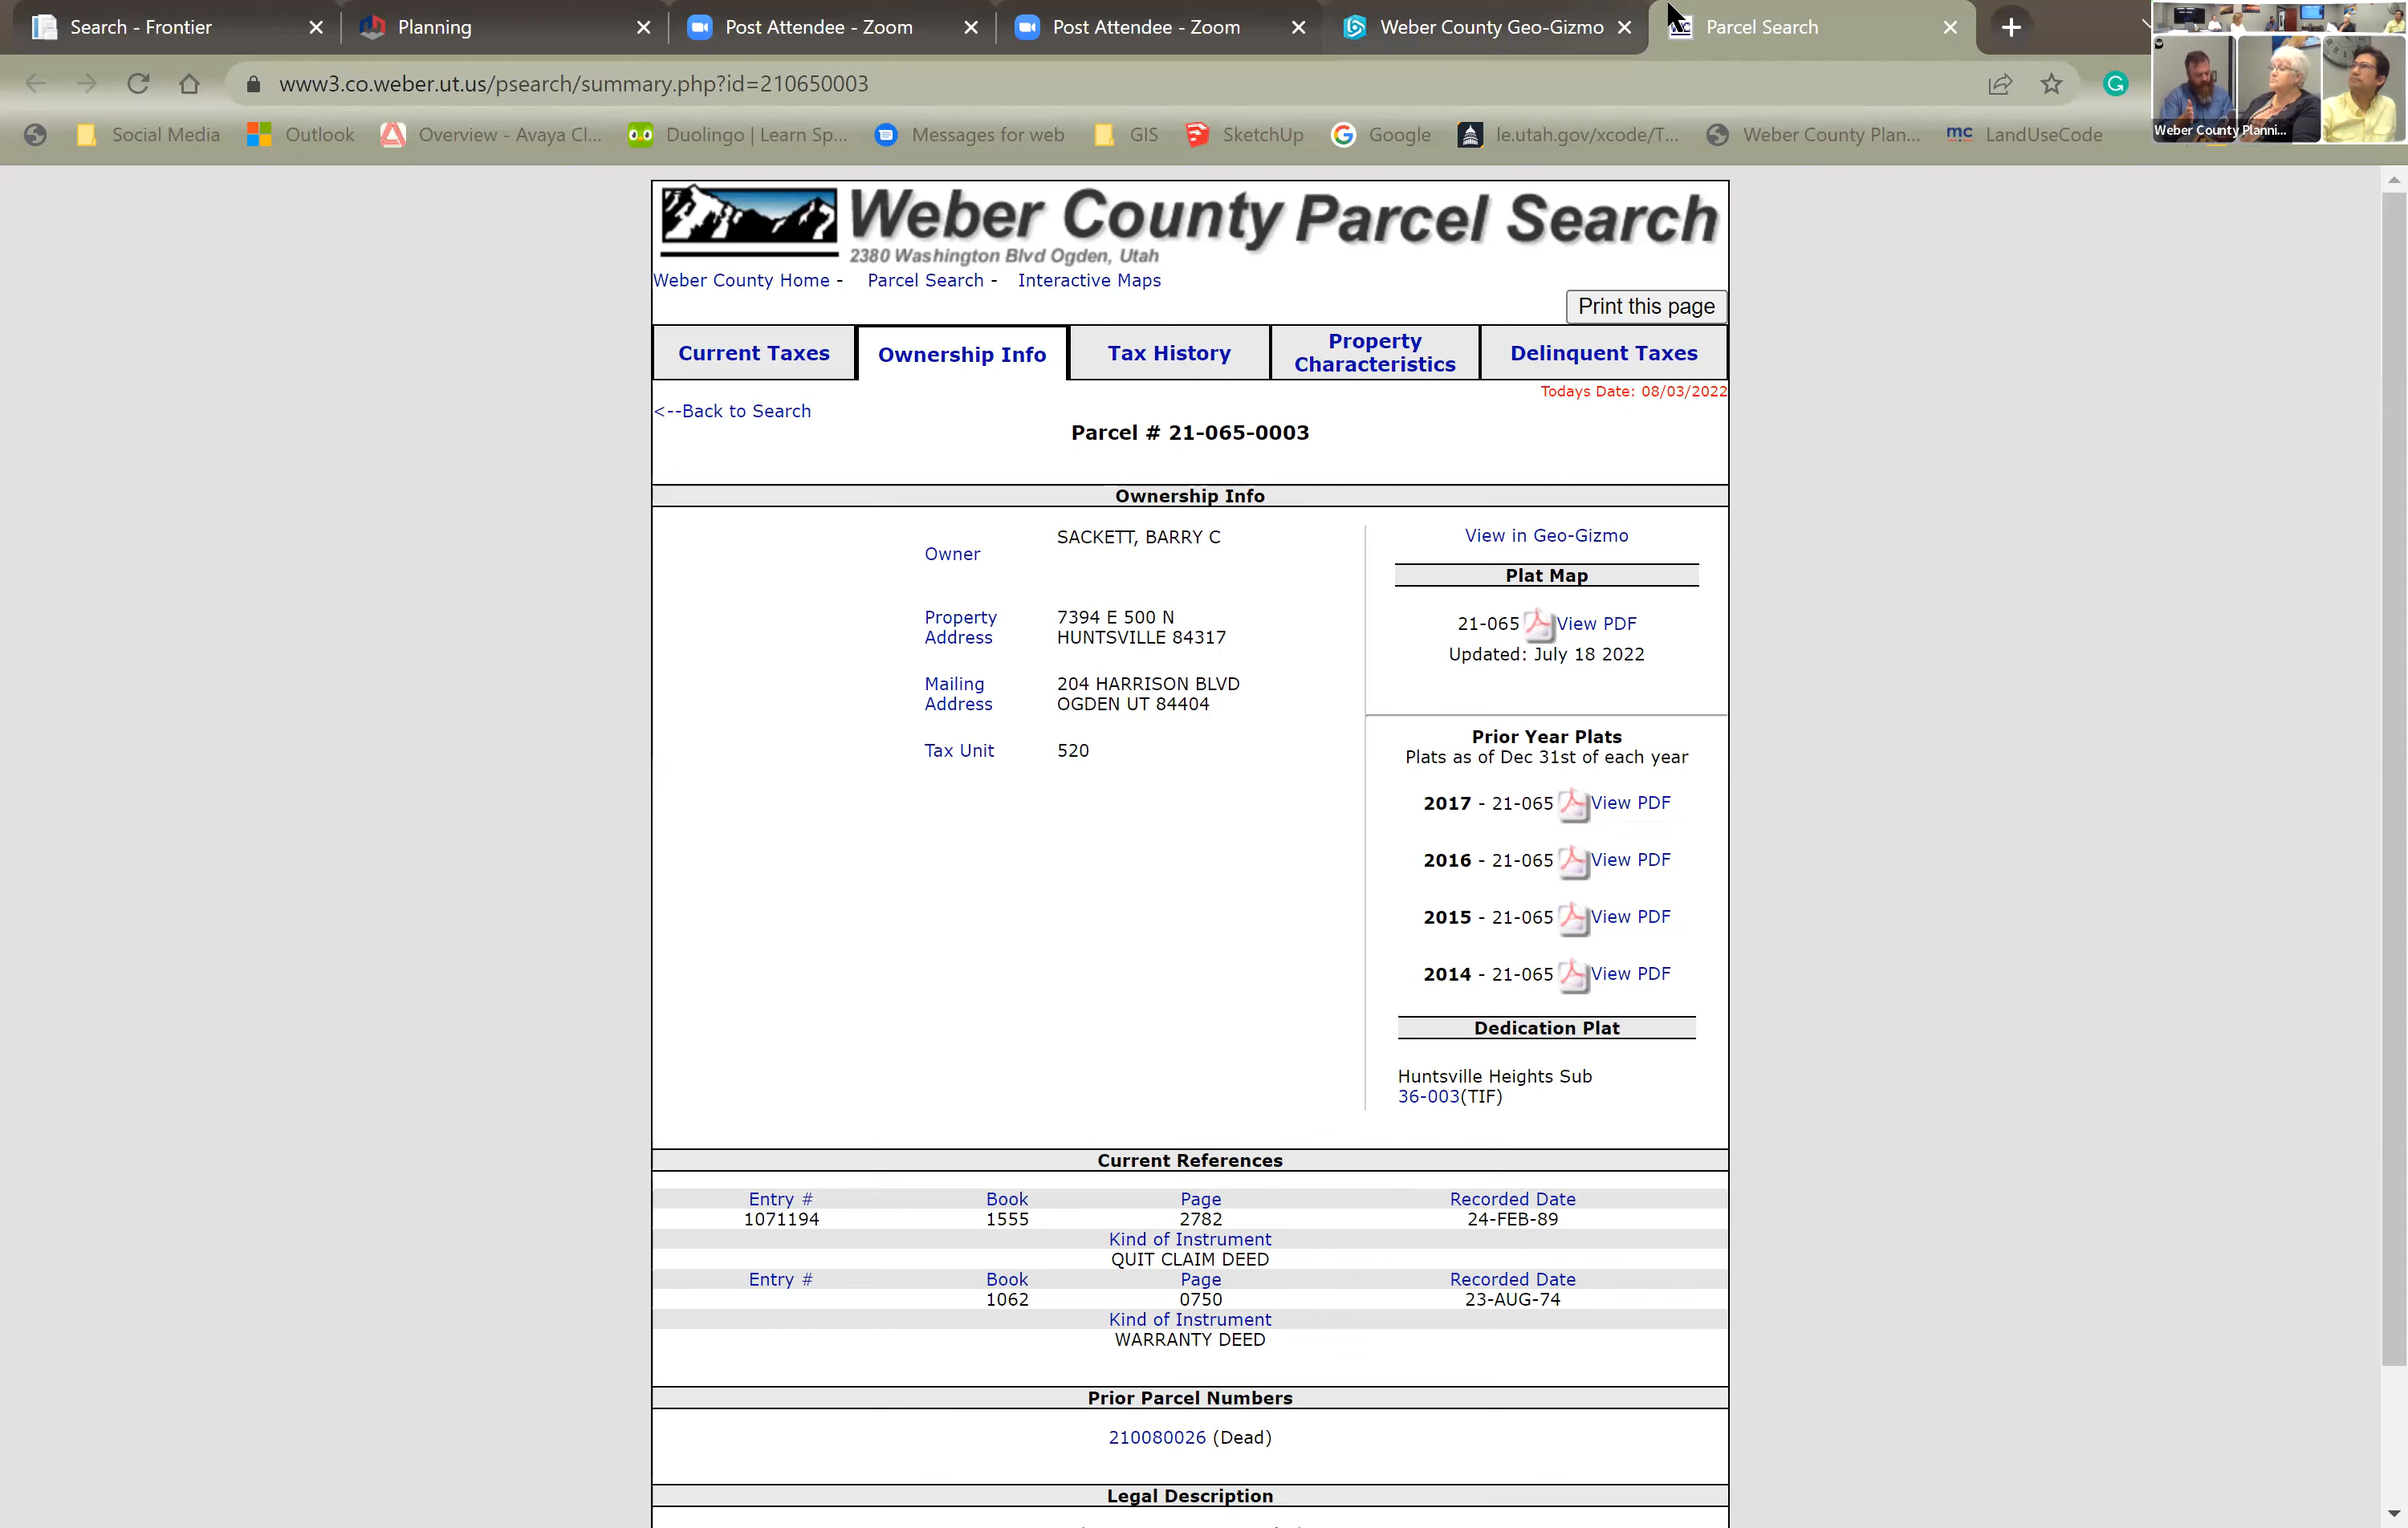 Search - Frontier
Planning
Post Attendee - Zoom
Post Attendee - Zoom
Weber County Geo-Gizmo
Parcel Search
www3.co.weber.ut.us/psearch/summary.php?id=210650003
Social Media
Outlook
Overview - Avaya Cl...
Duolingo | Learn Sp...
Messages for web
GIS
SketchUp
Google
le.utah.gov/xcode/T...
Weber County Plan...
mc LandUseCode
Weber County Planni...
Weber County Parcel Search
2380 Washington Blvd Ogden, Utah
Weber County Home - Parcel Search - Interactive Maps
Print this page
Current Taxes
Ownership Info
Tax History
Property Characteristics
Delinquent Taxes
Todays Date: 08/03/2022
<--Back to Search
Parcel # 21-065-0003
Ownership Info
Owner SACKETT, BARRY C
Property Address 7394 E 500 N
HUNTSVILLE 84317
Mailing Address 204 HARRISON BLVD
OGDEN UT 84404
Tax Unit 520
View in Geo-Gizmo
Plat Map
21-065 View PDF
Updated: July 18 2022
Prior Year Plats
Plats as of Dec 31st of each year
2017 - 21-065 View PDF
2016 - 21-065 View PDF
2015 - 21-065 View PDF
2014 - 21-065 View PDF
Dedication Plat
Huntsville Heights Sub
36-003(TIF)
Current References
Entry # Book Page Recorded Date
1071194 1555 2782 24-FEB-89
Kind of Instrument
QUIT CLAIM DEED
Entry # Book Page Recorded Date
1062 0750 23-AUG-74
Kind of Instrument
WARRANTY DEED
Prior Parcel Numbers
210080026 (Dead)
Legal Description